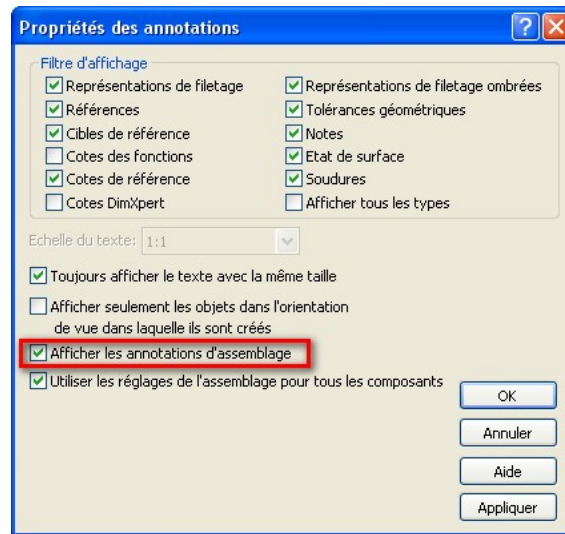 Propriétés des annotations
Filtre d'affichage
Représentations de filetage
Représentations de filetage ombrées
Références
Tolérances géométriques
Cibles de référence
Notes
Cotes des fonctions
Etat de surface
Cotes de référence
Soudures
Cotes DimXpert
Afficher tous les types
Echelle du texte: 1:1
Toujours afficher le texte avec la même taille
Afficher seulement les objets dans l'orientation
de vue dans laquelle ils sont créés
Afficher les annotations d'assemblage
Utiliser les réglages de l'assemblage pour tous les composants
OK
Annuler
Aide
Appliquer